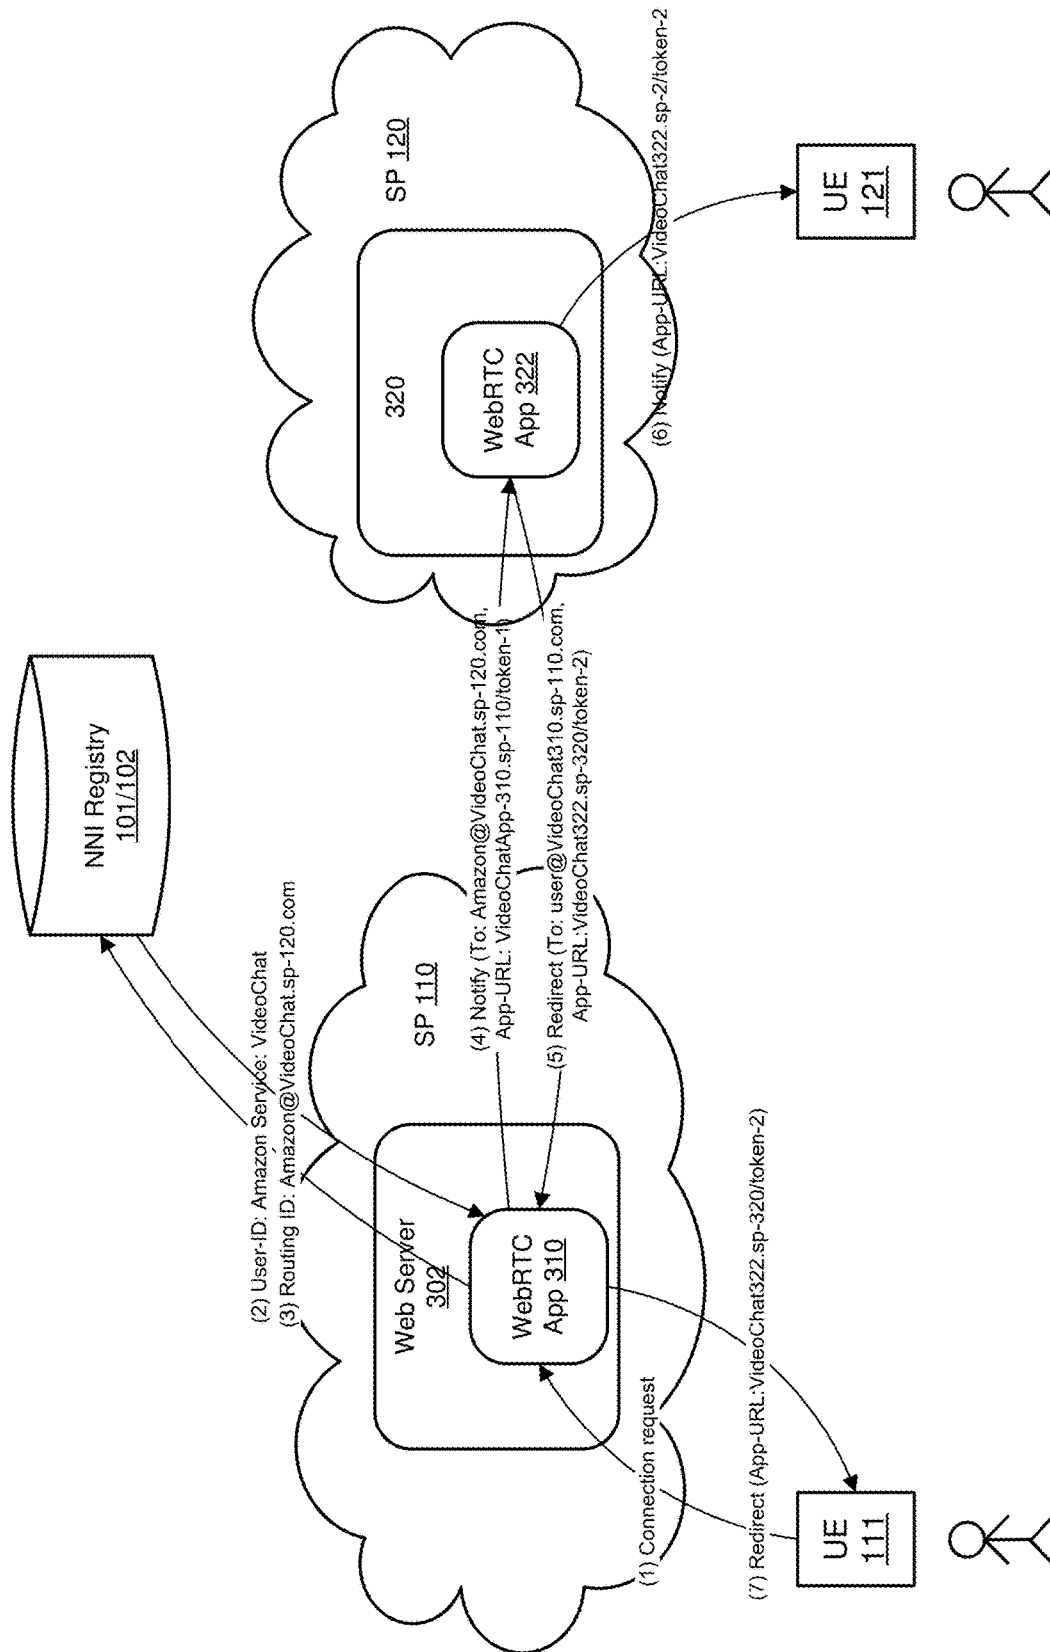 NNI Registry
101/102
(2) User-ID: Amazon Service: VideoChat
(3) Routing ID: Amazon@VideoChat.sp-120.com
SP 110
Web Server
302
WebRTC
App 310
(4) Notify (To: Amazon@VideoChat.sp-120.com,
App-URL: VideoChatApp-310.sp-110/token-1)
(5) Redirect (To: user@VideoChat310.sp-110.com,
App-URL:VideoChat322.sp-320/token-2)
SP 120
320
WebRTC
App 322
(6) Notify (App-URL:VideoChat322.sp-2/token-2
(1) Connection request
(7) Redirect (App-URL:VideoChat322.sp-320/token-2)
UE
111
UE
121